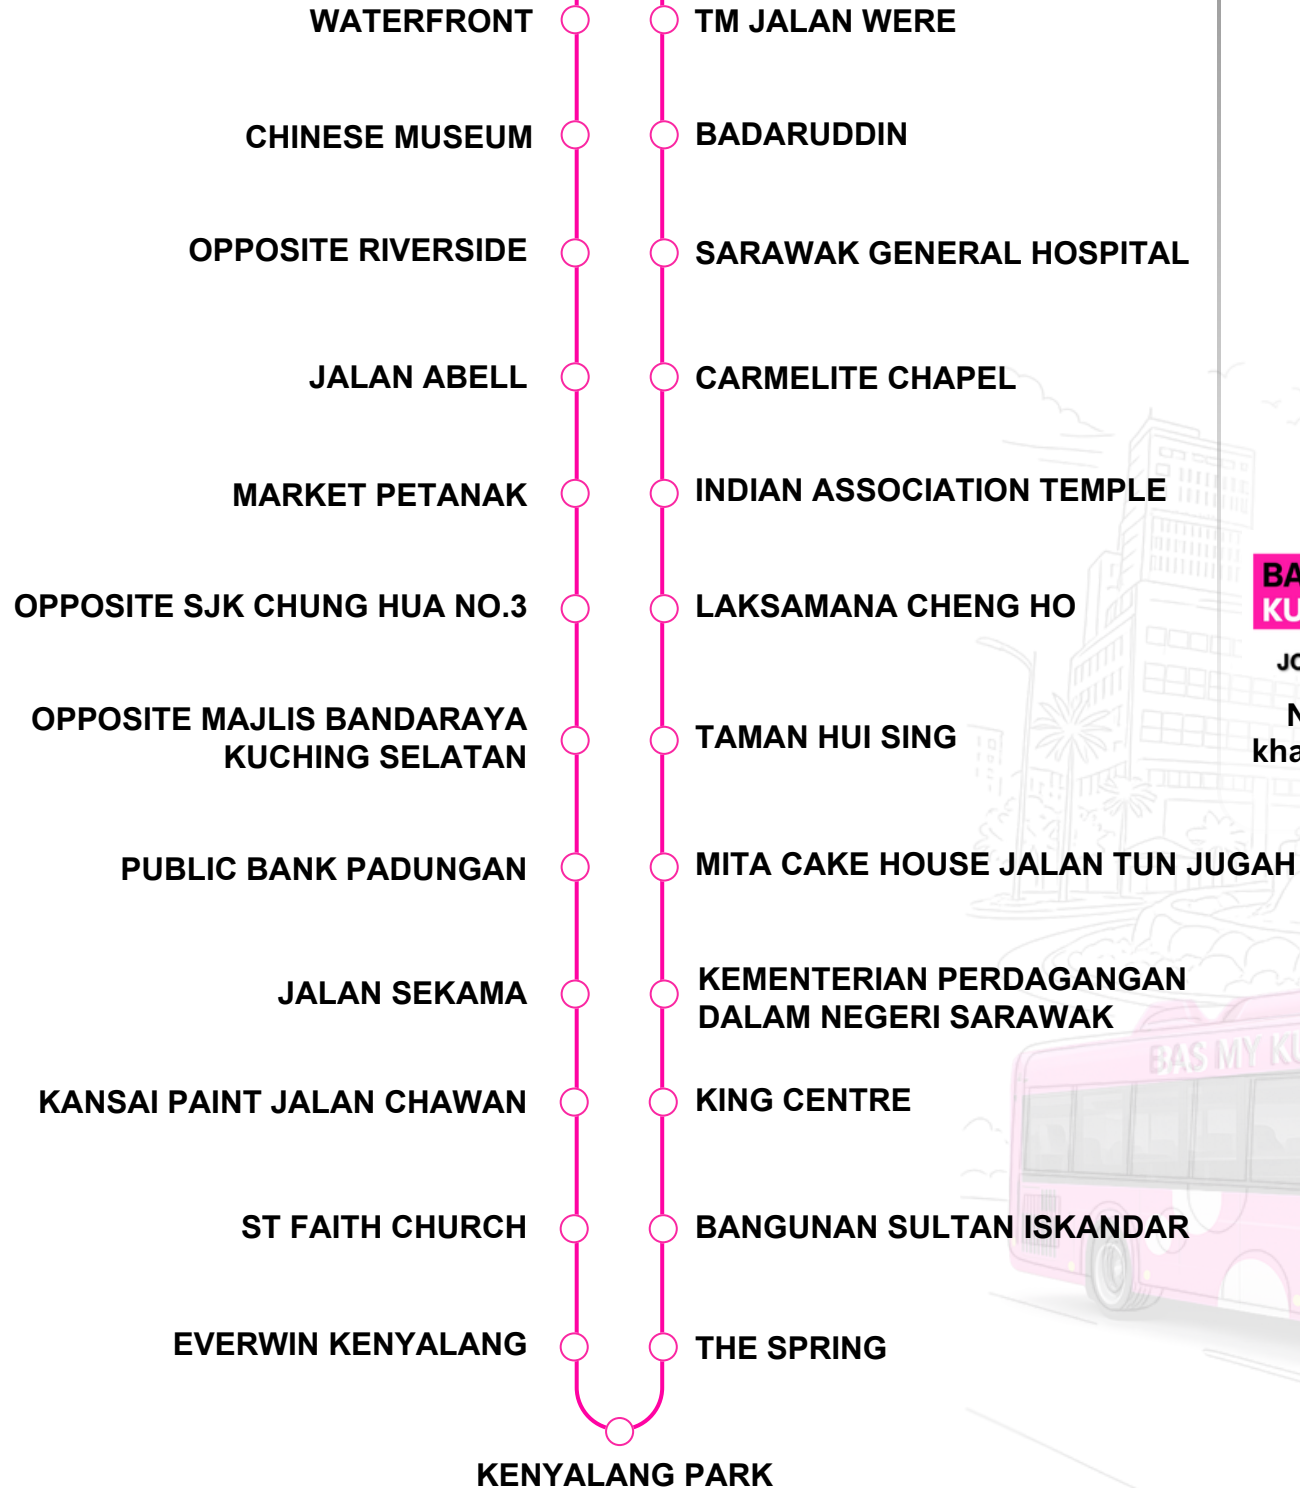 WATERFRONT
CHINESE MUSEUM
OPPOSITE RIVERSIDE
JALAN ABELL
MARKET PETANAK
OPPOSITE SJK CHUNG HUA NO.3
OPPOSITE MAJLIS BANDARAYA
KUCHING SELATAN
PUBLIC BANK PADUNGAN
JALAN SEKAMA
KANSAI PAINT JALAN CHAWAN
ST FAITH CHURCH
EVERWIN KENYALANG
KENYALANG PARK
TM JALAN WERE
BADARUDDIN
SARAWAK GENERAL HOSPITAL
CARMELITE CHAPEL
INDIAN ASSOCIATION TEMPLE
LAKSAMANA CHENG HO
TAMAN HUI SING
MITA CAKE HOUSE JALAN TUN JUGAH
KEMENTERIAN PERDAGANGAN
DALAM NEGERI SARAWAK
KING CENTRE
BANGUNAN SULTAN ISKANDAR
THE SPRING
BAS MY